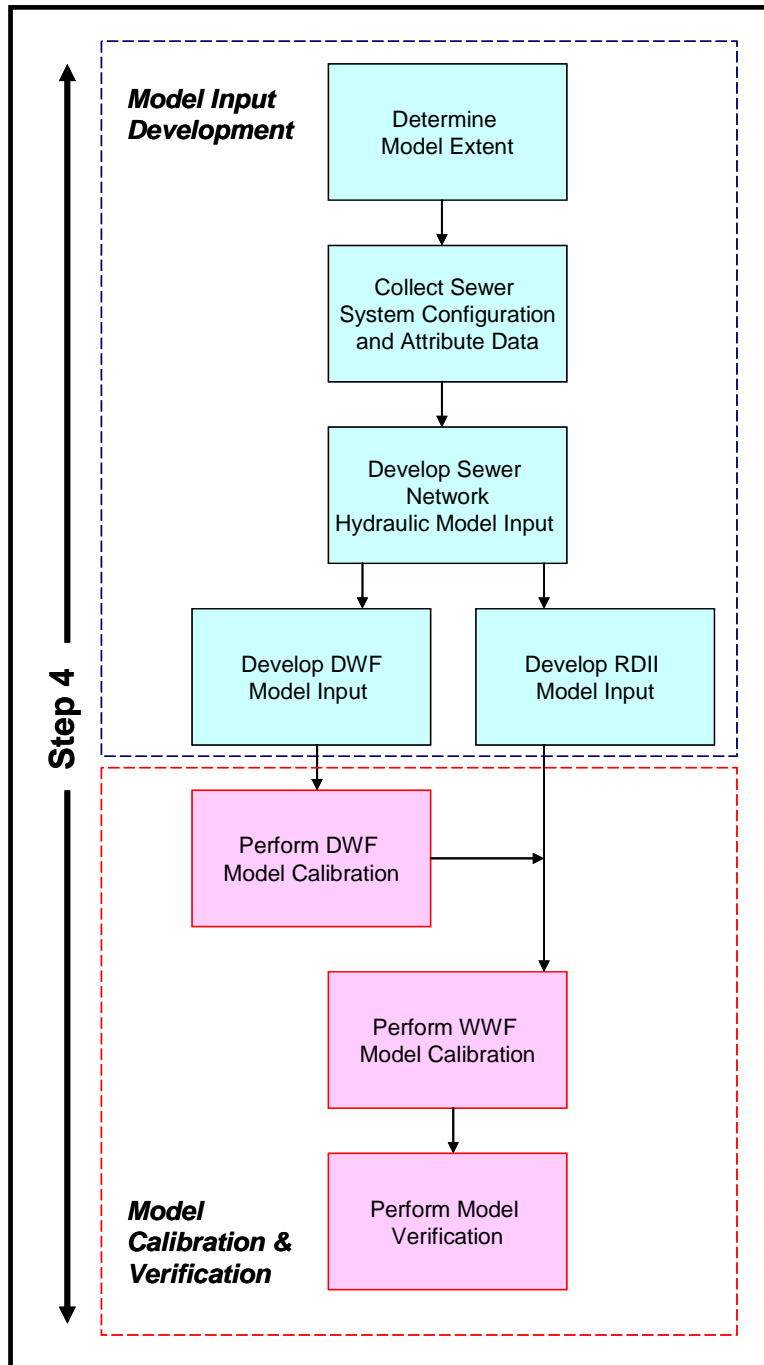 Model Input
Development
Determine
Model Extent
Collect Sewer
System Configuration
and Attribute Data
Develop Sewer
Network
Hydraulic Model Input
Develop DWF
Model Input
Develop RDII
Model Input
Step 4
Perform DWF
Model Calibration
Perform WWF
Model Calibration
Perform Model
Verification
Model
Calibration &
Verification